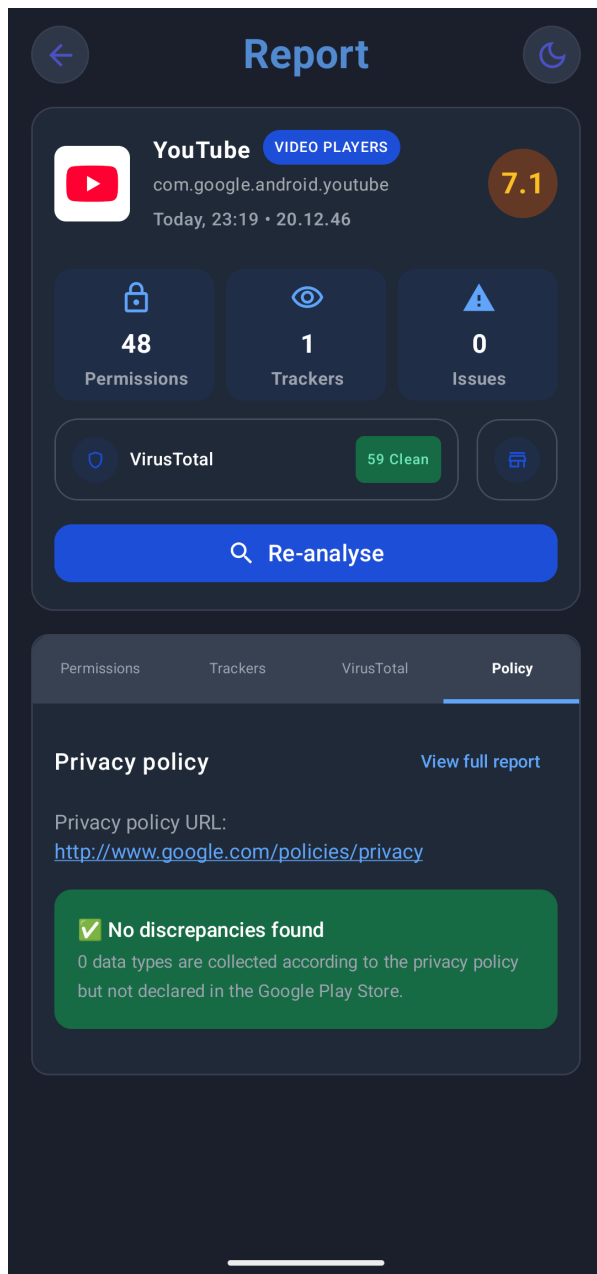 Report
YouTube VIDEO PLAYERS
com.google.android.youtube
Today, 23:19 • 20.12.46
7.1
48
Permissions
1
Trackers
0
Issues
VirusTotal
59 Clean
Re-analyse
Permissions Trackers VirusTotal Policy
Privacy policy View full report
Privacy policy URL:
http://www.google.com/policies/privacy
✅ No discrepancies found
0 data types are collected according to the privacy policy
but not declared in the Google Play Store.